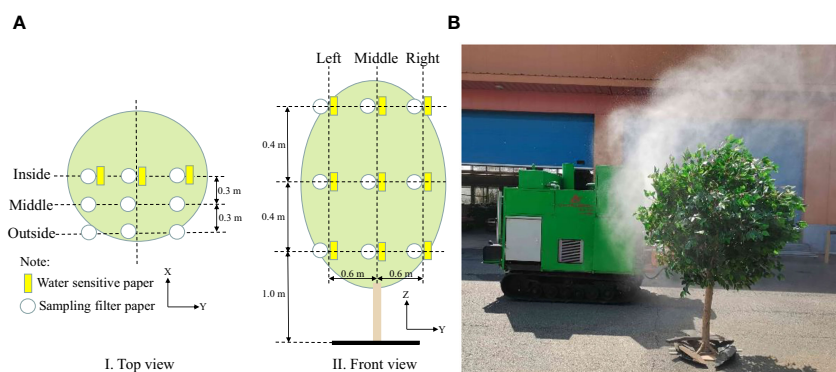 A
B
Left Middle Right
Inside
Middle
Outside
0.3 m
0.3 m
Note:
Water sensitive paper
Sampling filter paper
X
Y
I. Top view
0.4 m
0.4 m
1.0 m
0.6 m 0.6 m
Z
Y
II. Front view